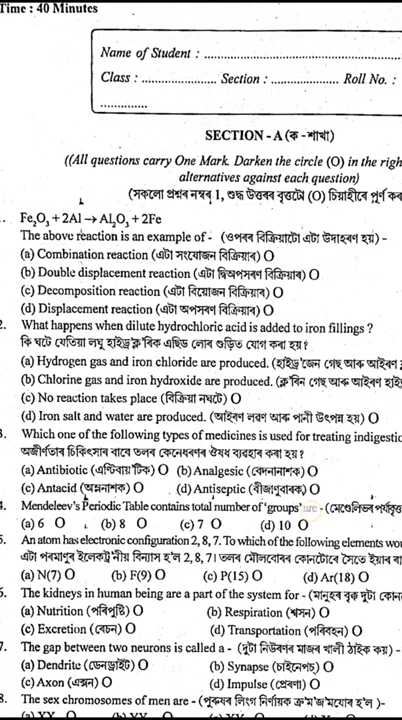 Time : 40 Minutes
Name of Student :
Class : Section : Roll No. :
SECTION - A (ক -শাখা)
((All questions carry One Mark. Darken the circle (O) in the righ
alternatives against each question)
(সকলো প্ৰশ্নৰ নম্বৰ 1, শুদ্ধ উত্তৰৰ বৃত্তটো (O) চিয়াহীৰে পূৰ্ণ কৰ
Fe₂O₃ + 2Al → Al₂O₃ + 2Fe
The above reaction is an example of - (ওপৰৰ বিক্ৰিয়াটো এটা উদাহৰণ হয়) -
(a) Combination reaction (এটা সংযোজন বিক্ৰিয়াৰ) O
(b) Double displacement reaction (এটা দ্বিঅপসৰণ বিক্ৰিয়াৰ) O
(c) Decomposition reaction (এটা বিযোজন বিক্ৰিয়াৰ) O
(d) Displacement reaction (এটা অপসৰণ বিক্ৰিয়াৰ) O
2. What happens when dilute hydrochloric acid is added to iron fillings ?
কি ঘটে যেতিয়া লঘু হাইড্ৰ'ক্ল'ৰিক এছিড লোৰ গুড়িত যোগ কৰা হয় ?
(a) Hydrogen gas and iron chloride are produced. (হাইড্ৰ'জেন গেছ আৰু আইৰণ
(b) Chlorine gas and iron hydroxide are produced. (ক্ল'ৰিন গেছ আৰু আইৰণ হাই
(c) No reaction takes place (বিক্ৰিয়া নঘটে) O
(d) Iron salt and water are produced. (আইৰণ লৱণ আৰু পানী উৎপন্ন হয়) O
3. Which one of the following types of medicines is used for treating indigestic
অজীৰ্ণতাৰ চিকিৎসাৰ বাবে তলৰ কেনেধৰণৰ ঔষধ ব্যৱহাৰ কৰা হয় ?
(a) Antibiotic (এণ্টিবায়'টিক) O (b) Analgesic (বেদনানাশক) O
(c) Antacid (অম্লনাশক) O (d) Antiseptic (বীজাণুবাৰক) O
4. Mendeleev's Periodic Table contains total number of 'groups' are - (মেণ্ডেলিভৰ পৰ্যাবৃত্ত
(a) 6 O (b) 8 O (c) 7 O (d) 10 O
5. An atom has electronic configuration 2, 8, 7. To which of the following elements wou
এটা পৰমাণুৰ ইলেকট্ৰ'নীয় বিন্যাস হ'ল 2, 8, 7। তলৰ মৌলবোৰৰ কোনটোৰে সৈতে ইয়াৰ ৰা
(a) N(7) O (b) F(9) O (c) P(15) O (d) Ar(18) O
6. The kidneys in human being are a part of the system for - (মানুহৰ বৃক্ক দুটা কোন
(a) Nutrition (পৰিপুষ্টি) O (b) Respiration (শ্বসন) O
(c) Excretion (ৰেচন) O (d) Transportation (পৰিবহন) O
7. The gap between two neurons is called a - (দুটা নিউৰণৰ মাজৰ খালী ঠাইক কয়) -
(a) Dendrite (ডেনড্ৰাইট) O (b) Synapse (চাইনেপছ) O
(c) Axon (এক্সন) O (d) Impulse (প্ৰেৰণা) O
8. The sex chromosomes of men are - (পুৰুষৰ লিংগ নিৰ্ণায়ক ক্ৰ'ম'জ'মযোৰ হ'ল )-